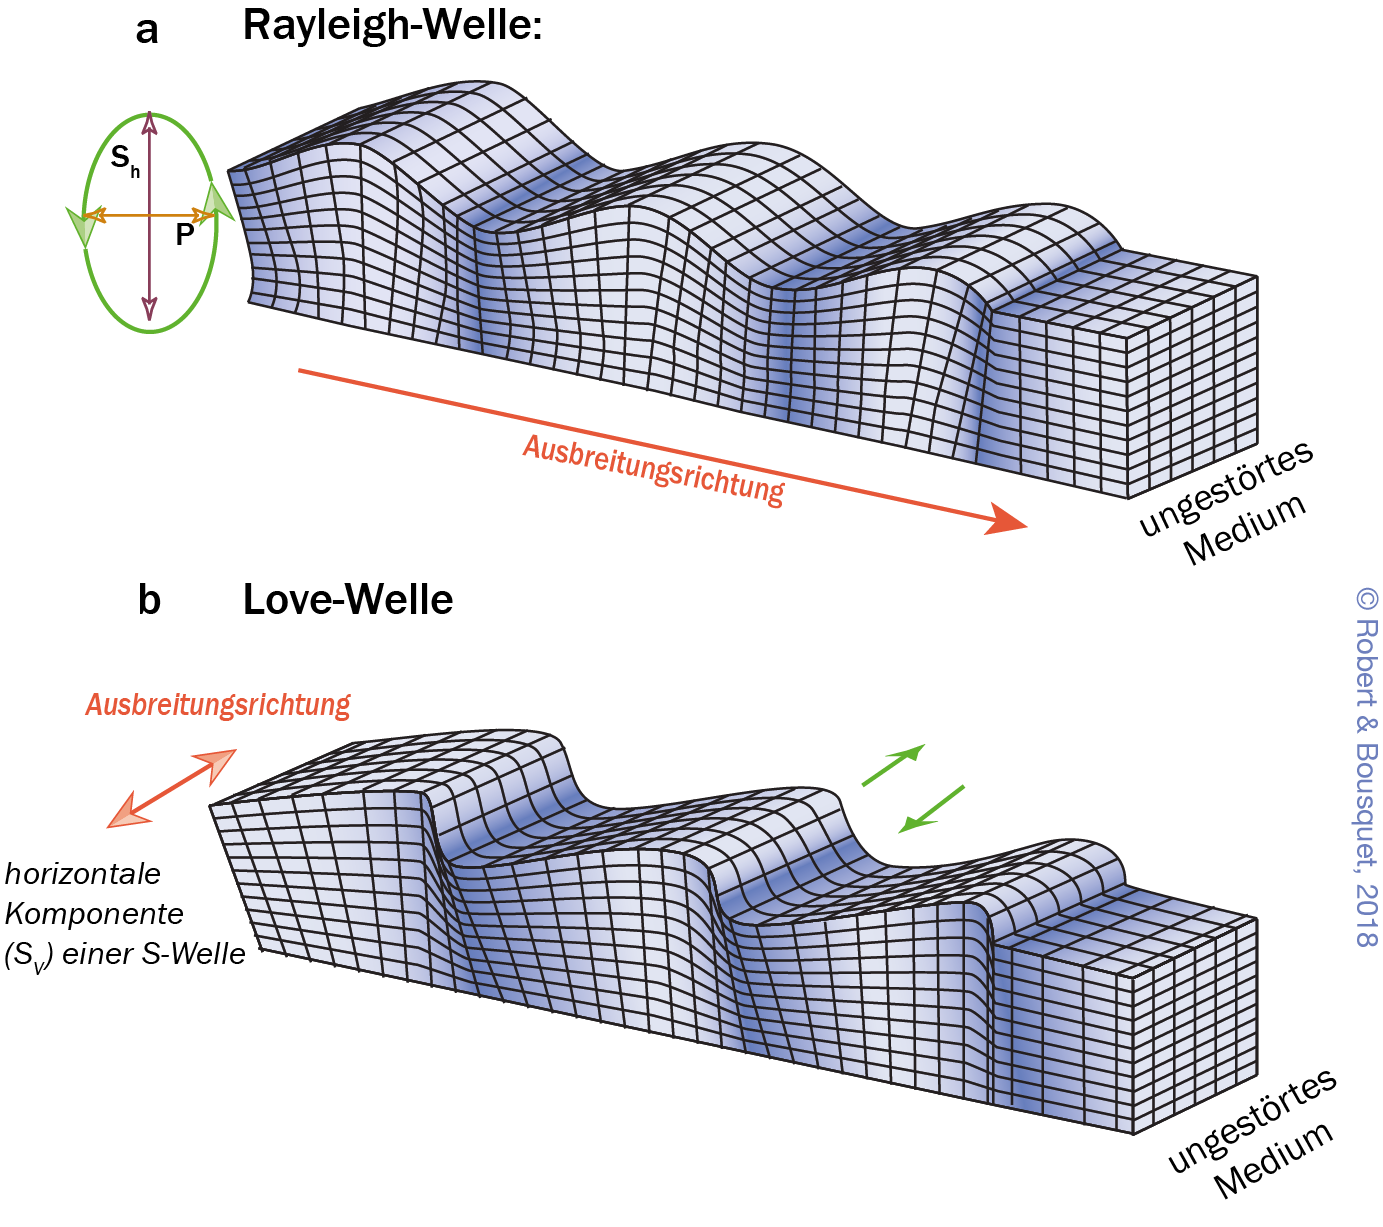 a Rayleigh-Welle:
Sh
P
Ausbreitungsrichtung
ungestörtes
Medium
b Love-Welle
Ausbreitungsrichtung
horizontale
Komponente
(Sv) einer S-Welle
ungestörtes
Medium
© Robert & Bousquet, 2018